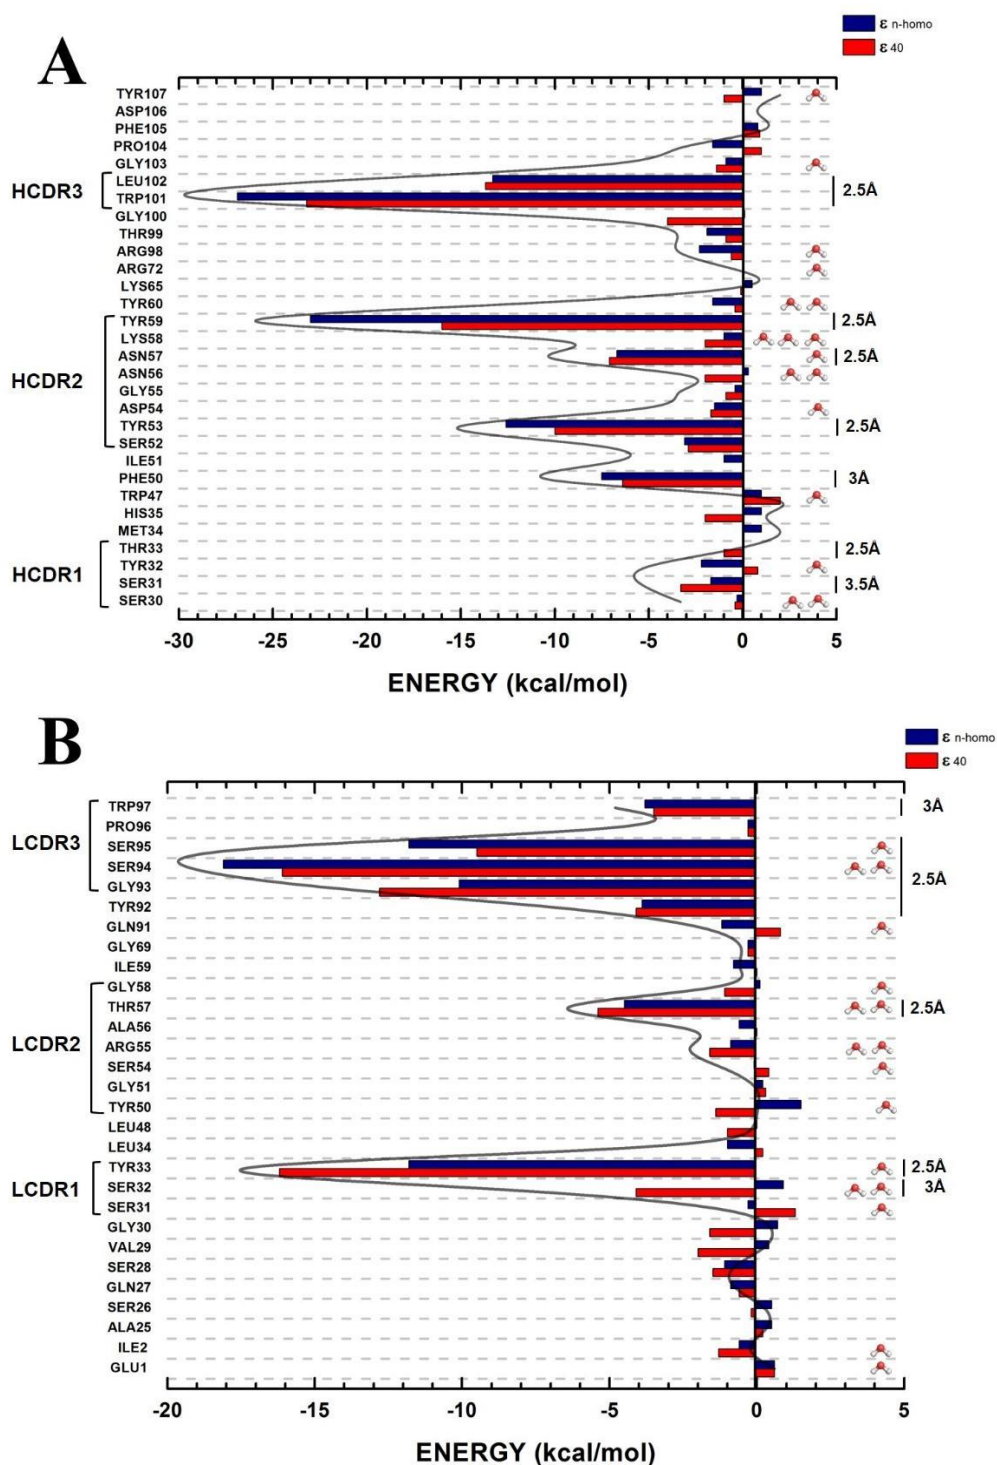 A
ε n-homo
ε 40
TYR107
ASP106
PHE105
PRO104
GLY103
LEU102
HCDR3
2.5Å
TRP101
GLY100
THR99
ARG98
ARG72
LYS65
TYR60
TYR59
2.5Å
LYS58
ASN57
2.5Å
HCDR2
ASN56
GLY55
ASP54
TYR53
2.5Å
SER52
ILE51
PHE50
3Å
TRP47
HIS35
MET34
THR33
2.5Å
TYR32
HCDR1
SER31
3.5Å
SER30
-30 -25 -20 -15 -10 -5 0 5
ENERGY (kcal/mol)
B
ε n-homo
ε 40
TRP97
3Å
PRO96
LCDR3
SER95
SER94
2.5Å
GLY93
TYR92
GLN91
GLY69
ILE59
GLY58
THR57
2.5Å
ALA56
LCDR2
ARG55
SER54
GLY51
TYR50
LEU48
LEU34
TYR33
2.5Å
LCDR1
SER32
3Å
SER31
GLY30
VAL29
SER28
GLN27
SER26
ALA25
ILE2
GLU1
-20 -15 -10 -5 0 5
ENERGY (kcal/mol)